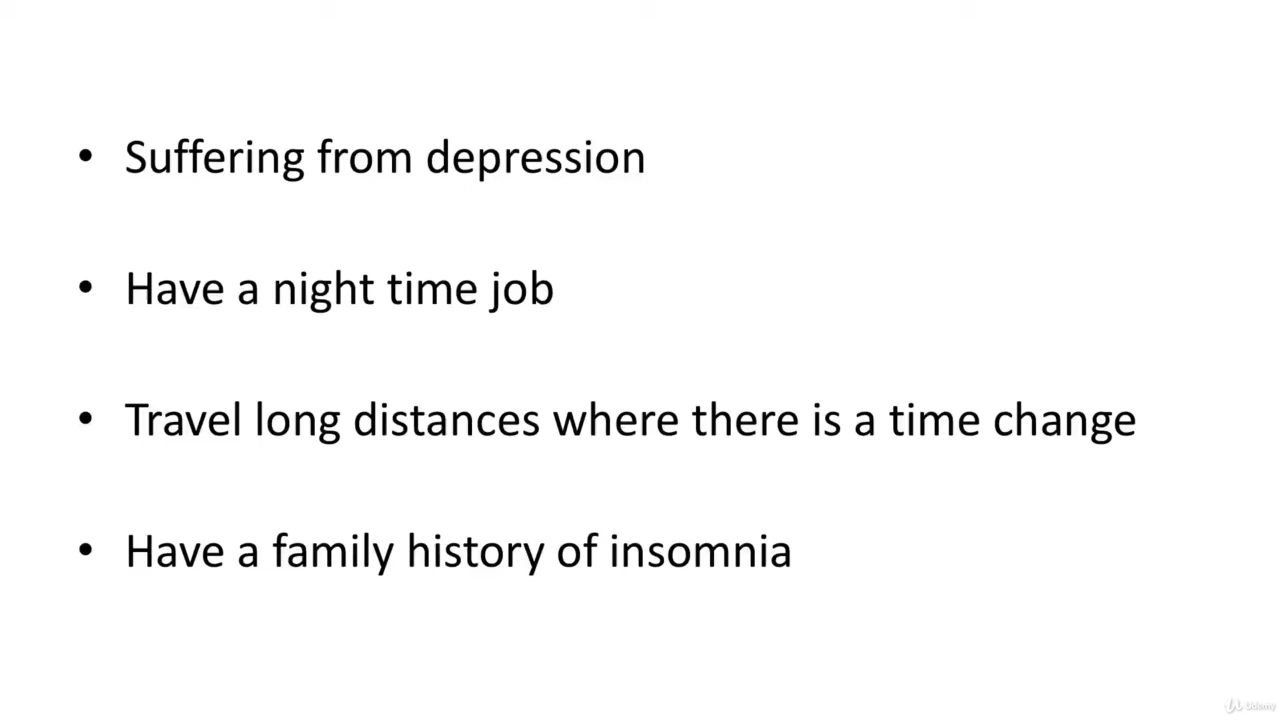 • Suffering from depression
• Have a night time job
• Travel long distances where there is a time change
• Have a family history of insomnia
Udemy